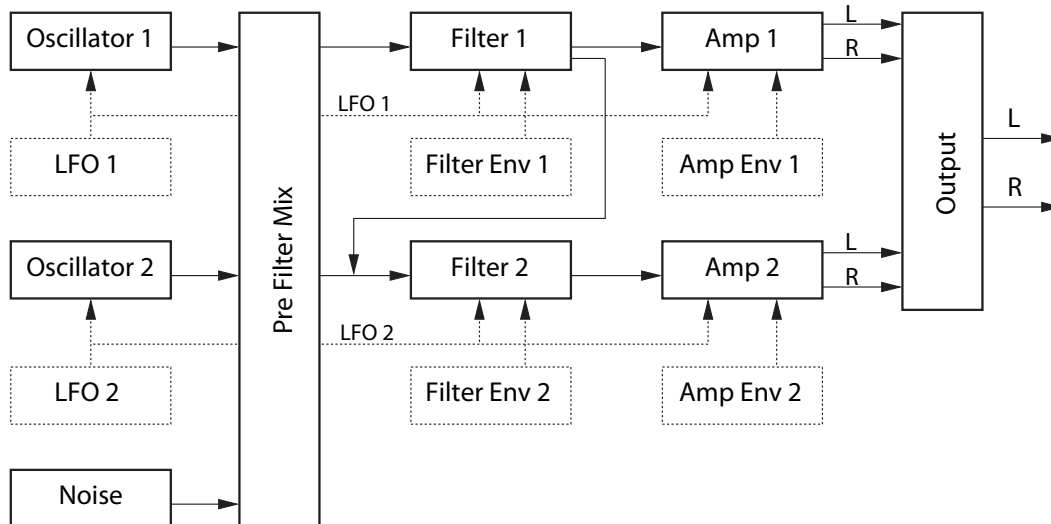 Oscillator 1
Filter 1
Amp 1
L
R
LFO 1
LFO 1
Filter Env 1
Amp Env 1
Pre Filter Mix
Output
L
R
Oscillator 2
Filter 2
Amp 2
L
R
LFO 2
LFO 2
Filter Env 2
Amp Env 2
Noise